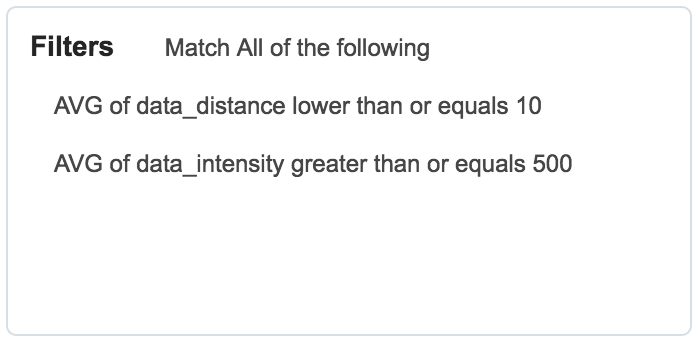 Filters Match All of the following
AVG of data_distance lower than or equals 10
AVG of data_intensity greater than or equals 500